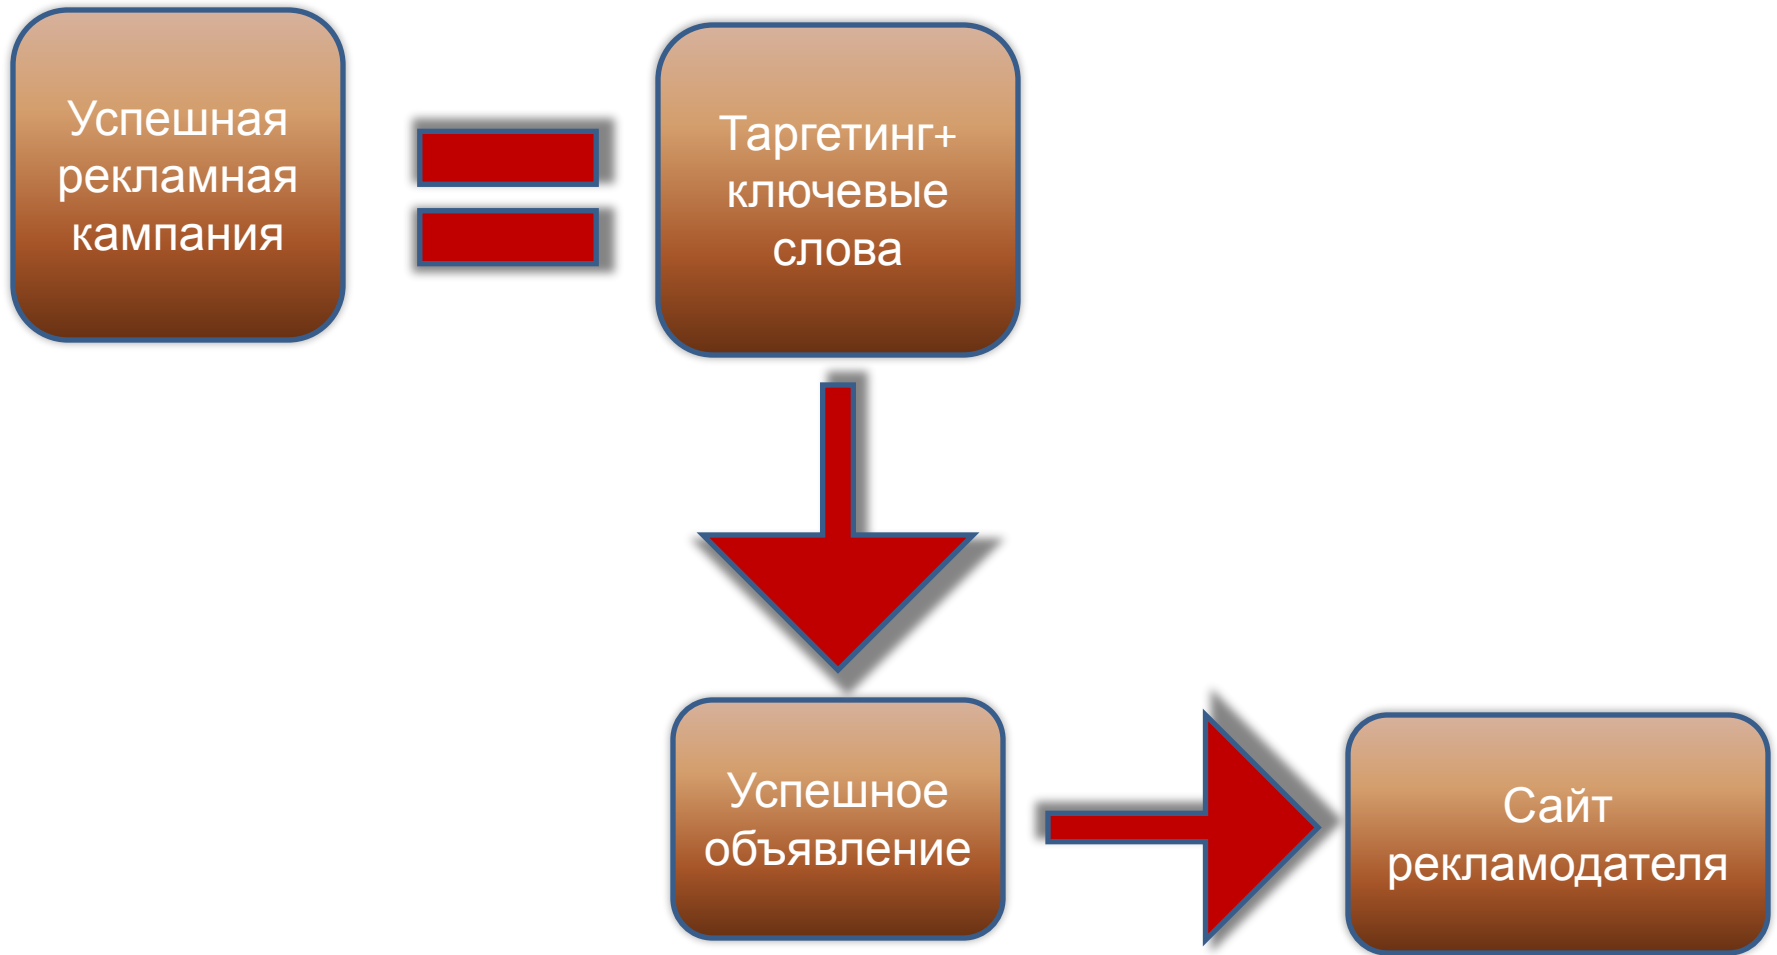 Успешная
рекламная
кампания
Таргетинг+
ключевые
слова
Успешное
объявление
Сайт
рекламодателя